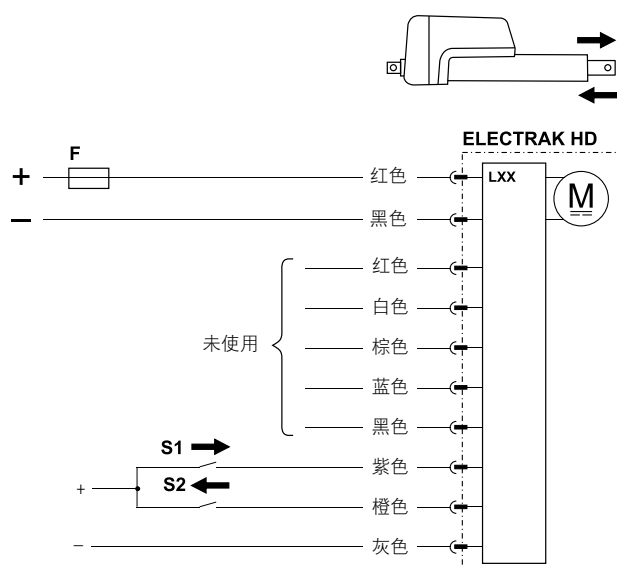 ELECTRAK HD
F
+ 红色 LXX
M
− 黑色
红色
白色
未使用 棕色
蓝色
黑色
S1
紫色
S2
+
橙色
− 灰色